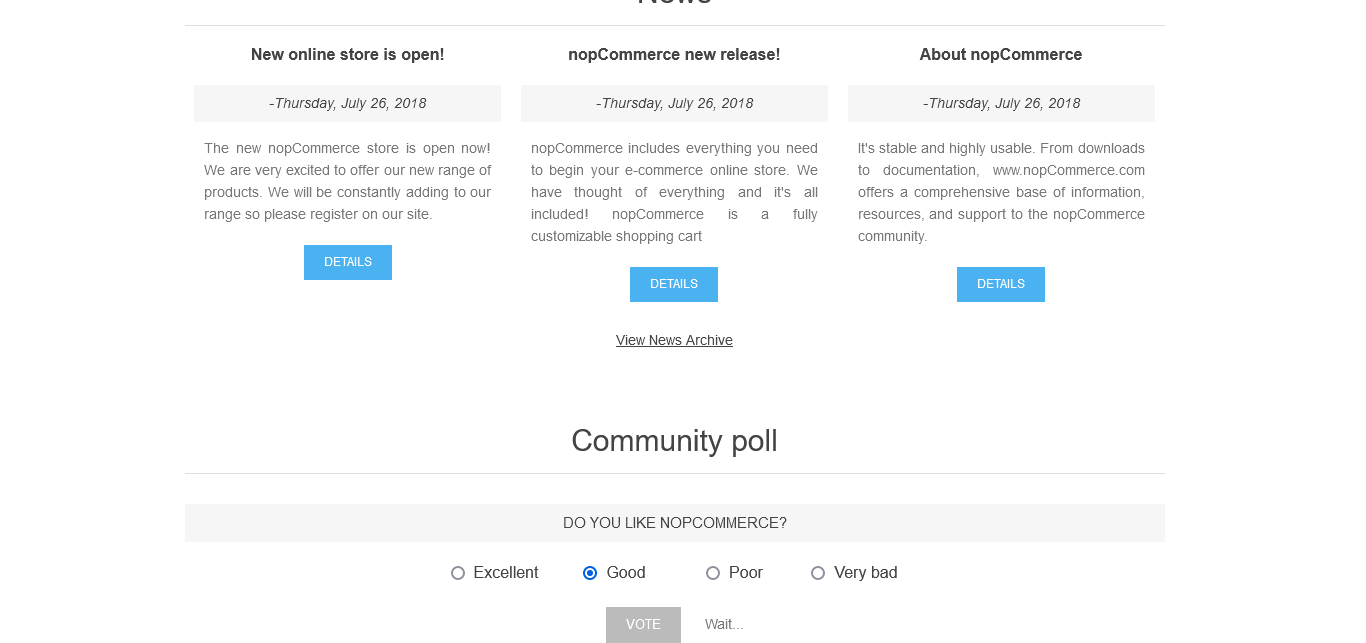 News
New online store is open!
-Thursday, July 26, 2018
The new nopCommerce store is open now!
We are very excited to offer our new range of
products. We will be constantly adding to our
range so please register on our site.
DETAILS
nopCommerce new release!
-Thursday, July 26, 2018
nopCommerce includes everything you need
to begin your e-commerce online store. We
have thought of everything and it's all
included! nopCommerce is a fully
customizable shopping cart
DETAILS
About nopCommerce
-Thursday, July 26, 2018
It's stable and highly usable. From downloads
to documentation, www.nopCommerce.com
offers a comprehensive base of information,
resources, and support to the nopCommerce
community.
DETAILS
View News Archive
Community poll
DO YOU LIKE NOPCOMMERCE?
Excellent Good Poor Very bad
VOTE Wait...